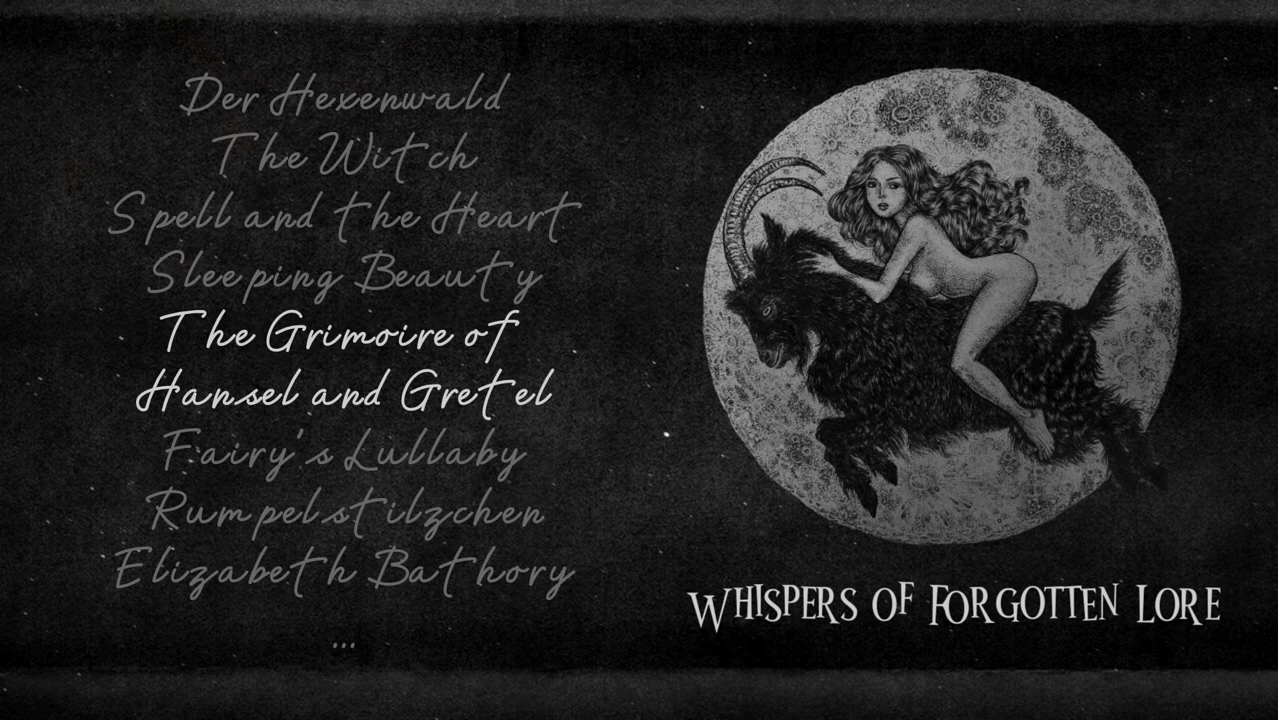 Der Hexenwald
The Witch
Spell and the Heart
Sleeping Beauty
The Grimoire of
Hansel and Gretel
Fairy's Lullaby
Rumpelstilzchen
Elizabeth Bathory
...
Whispers of Forgotten Lore